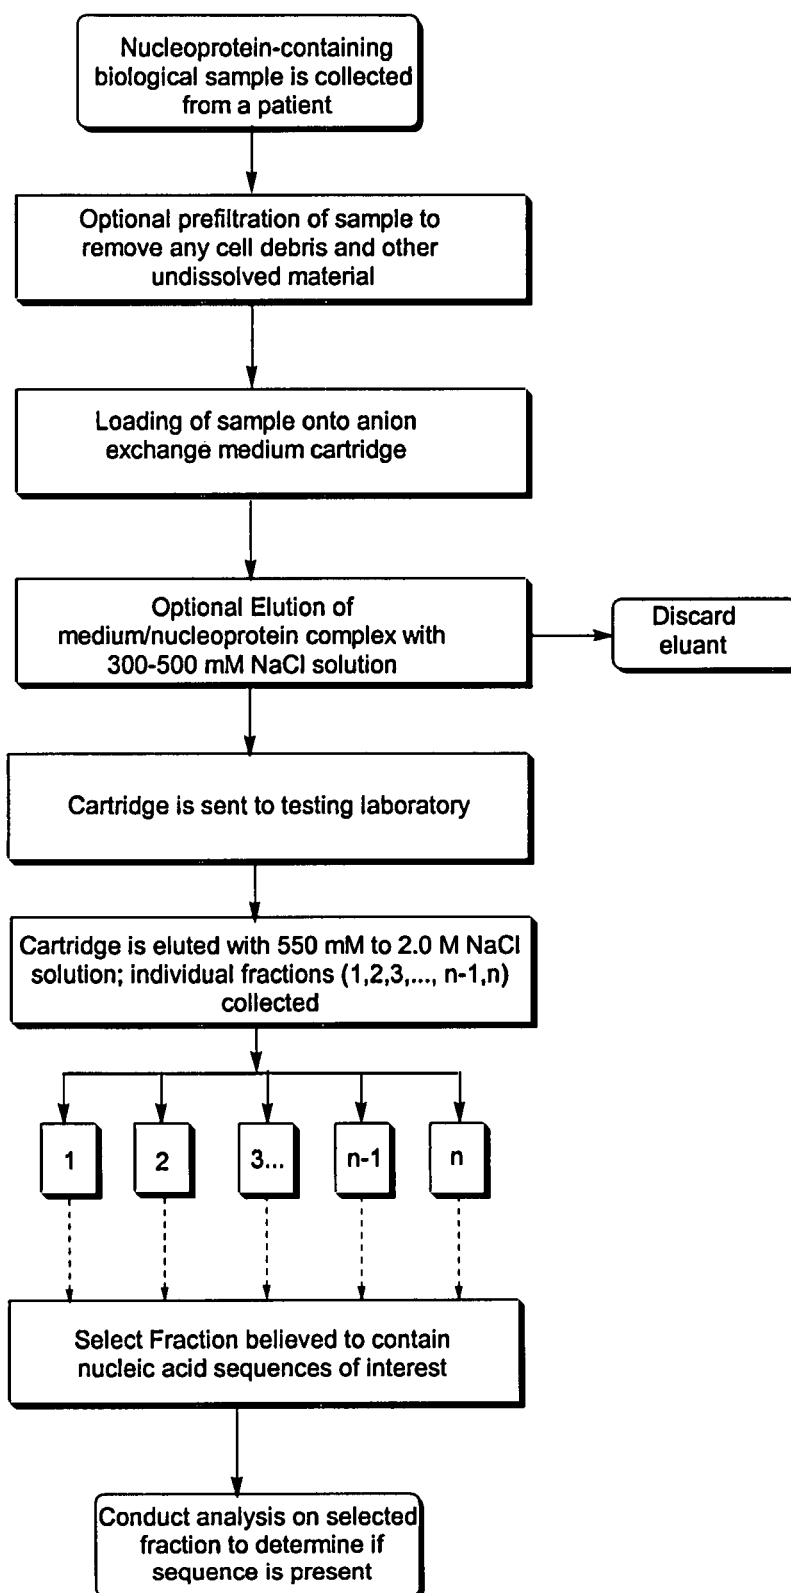 Nucleoprotein-containing
biological sample is collected
from a patient
Optional prefiltration of sample to
remove any cell debris and other
undissolved material
Loading of sample onto anion
exchange medium cartridge
Optional Elution of
medium/nucleoprotein complex with
300-500 mM NaCl solution
Discard
eluant
Cartridge is sent to testing laboratory
Cartridge is eluted with 550 mM to 2.0 M NaCl
solution; individual fractions (1,2,3,..., n-1,n)
collected
1 2 3... n-1 n
Select Fraction believed to contain
nucleic acid sequences of interest
Conduct analysis on selected
fraction to determine if
sequence is present